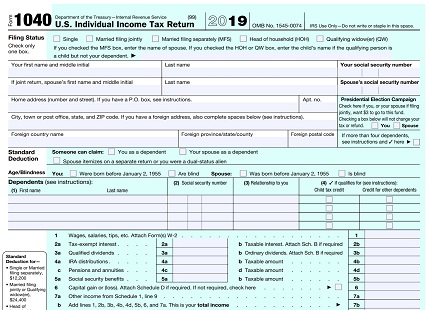 Form 1040 Department of the Treasury—Internal Revenue Service (99)
U.S. Individual Income Tax Return 2019 OMB No. 1545-0074 IRS Use Only—Do not write or staple in this space.
Filing Status
Check only
one box.
Single Married filing jointly Married filing separately (MFS) Head of household (HOH) Qualifying widow(er) (QW)
If you checked the MFS box, enter the name of spouse. If you checked the HOH or QW box, enter the child's name if the qualifying person is
a child but not your dependent. ▶
Your first name and middle initial Last name Your social security number
If joint return, spouse's first name and middle initial Last name Spouse's social security number
Home address (number and street). If you have a P.O. box, see instructions. Apt. no.
Presidential Election Campaign
Check here if you, or your spouse if filing
jointly, want $3 to go to this fund.
Checking a box below will not change your
tax or refund. You Spouse
City, town or post office, state, and ZIP code. If you have a foreign address, also complete spaces below (see instructions).
Foreign country name Foreign province/state/county Foreign postal code
If more than four dependents,
see instructions and ✓ here ▶
Standard
Deduction
Someone can claim: You as a dependent Your spouse as a dependent
Spouse itemizes on a separate return or you were a dual-status alien
Age/Blindness You: Were born before January 2, 1955 Are blind Spouse: Was born before January 2, 1955 Is blind
Dependents (see instructions): (2) Social security number (3) Relationship to you (4) ✓ if qualifies for (see instructions):
(1) First name Last name Child tax credit Credit for other dependents
1 Wages, salaries, tips, etc. Attach Form(s) W-2 1
2a Tax-exempt interest 2a b Taxable interest. Attach Sch. B if required 2b
3a Qualified dividends 3a b Ordinary dividends. Attach Sch. B if required 3b
4a IRA distributions 4a b Taxable amount 4b
c Pensions and annuities 4c d Taxable amount 4d
5a Social security benefits 5a b Taxable amount 5b
6 Capital gain or (loss). Attach Schedule D if required. If not required, check here ▶ 6
7a Other income from Schedule 1, line 9 7a
b Add lines 1, 2b, 3b, 4b, 4d, 5b, 6, and 7a. This is your total income ▶ 7b
Standard
Deduction for—
• Single or Married
filing separately,
$12,200
• Married filing
jointly or Qualifying
widow(er),
$24,400
• Head of